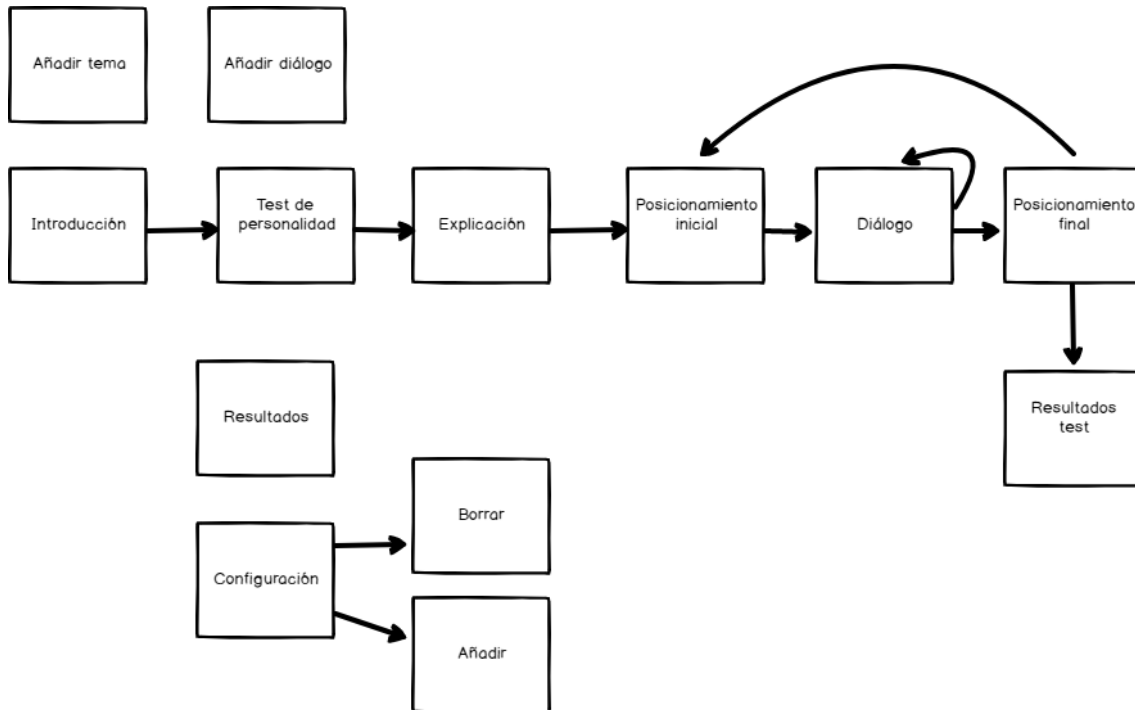 Añadir tema
Añadir diálogo
Introducción
Test de
personalidad
Explicación
Posicionamiento
inicial
Diálogo
Posicionamiento
final
Resultados
Resultados
test
Borrar
Configuración
Añadir